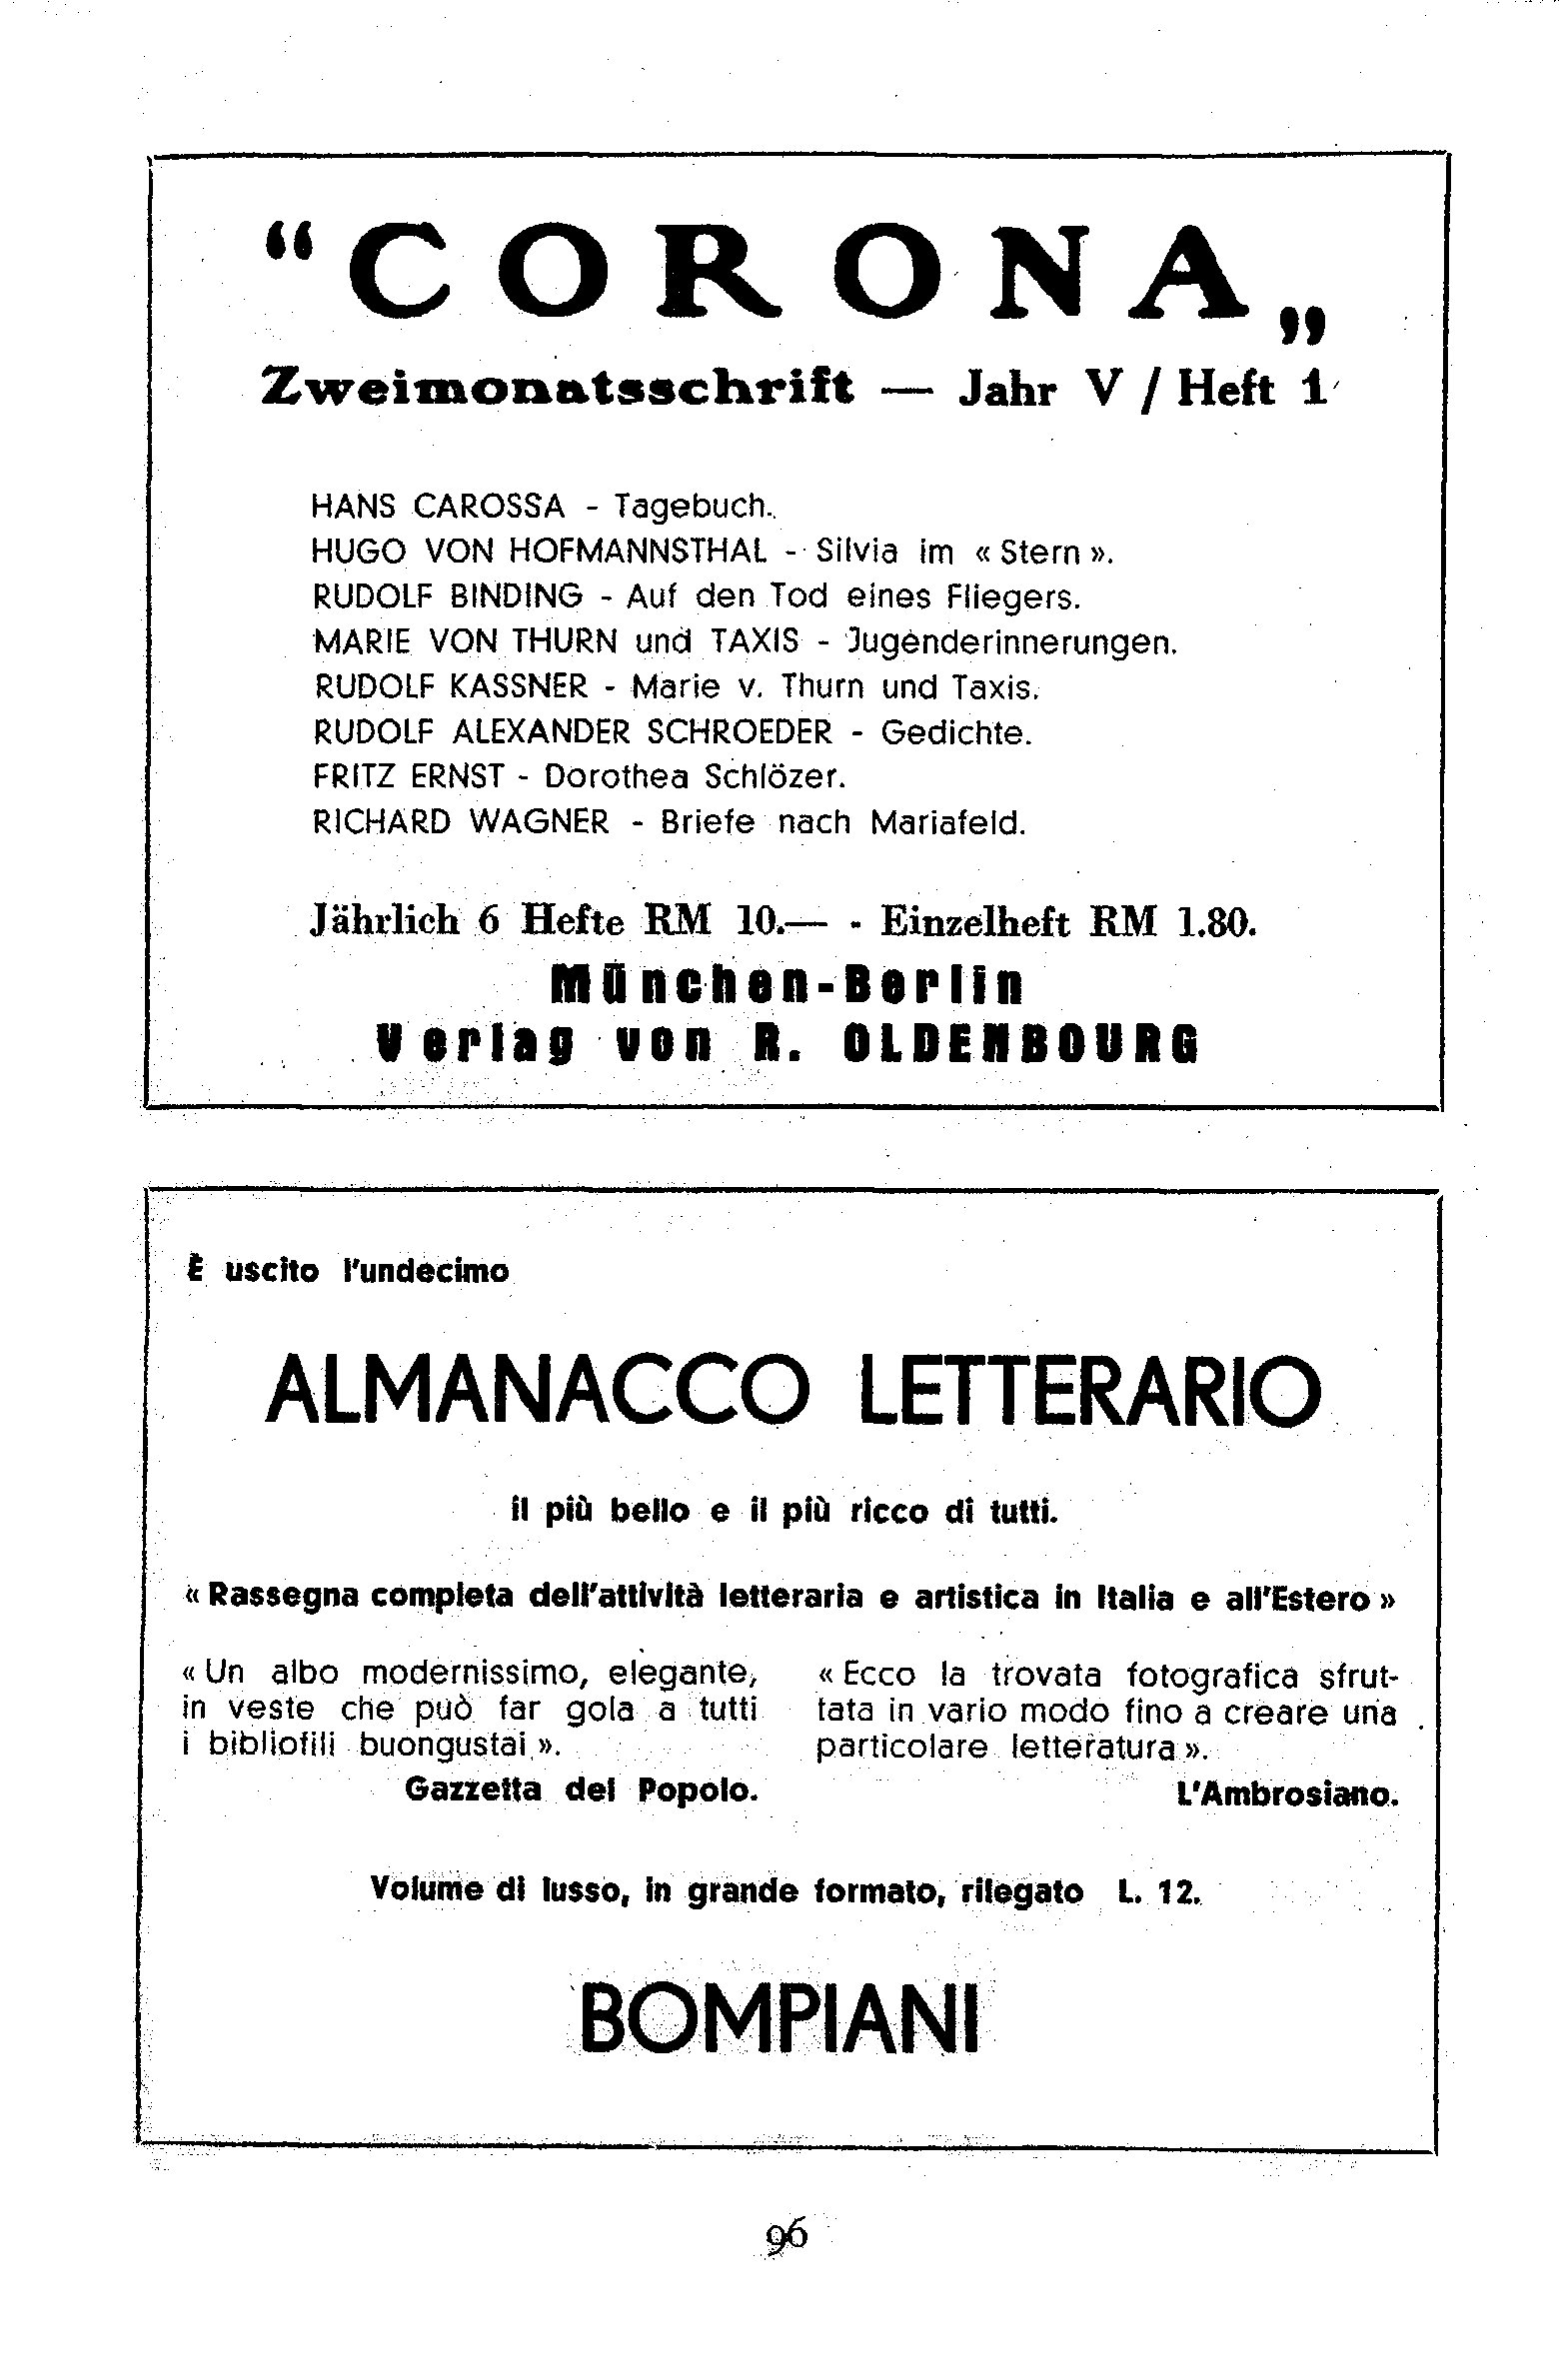 “CORONA„
Zweimonatsschrift — Jahr V / Heft 1
HANS CAROSSA - Tagebuch.
HUGO VON HOFMANNSTHAL - Silvia im « Stern ».
RUDOLF BINDING - Auf den Tod eines Fliegers.
MARIE VON THURN und TAXIS - Jugenderinnerungen.
RUDOLF KASSNER - Marie v. Thurn und Taxis.
RUDOLF ALEXANDER SCHROEDER - Gedichte.
FRITZ ERNST - Dorothea Schlözer.
RICHARD WAGNER - Briefe nach Mariafeld.
Jährlich 6 Hefte RM 10.— - Einzelheft RM 1.80.
München-Berlin
Verlag von R. OLDENBOURG
È uscito l'undecimo
ALMANACCO LETTERARIO
il più bello e il più ricco di tutti.
« Rassegna completa dell'attività letteraria e artistica in Italia e all'Estero »
« Un albo modernissimo, elegante,
in veste che può far gola a tutti
i bibliofili buongustai ».
Gazzetta del Popolo.
« Ecco la trovata fotografica sfrut-
tata in vario modo fino a creare una
particolare letteratura ».
L'Ambrosiano.
Volume di lusso, in grande formato, rilegato L. 12.
BOMPIANI
96